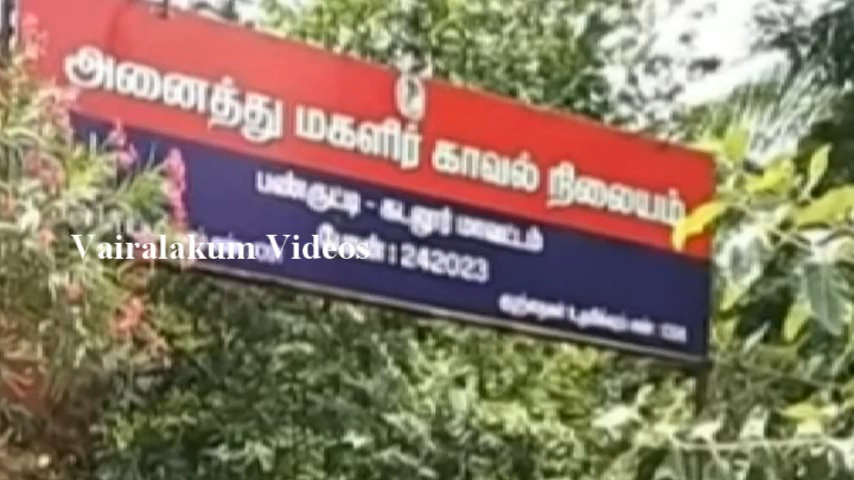 அனைத்து மகளிர் காவல் நிலையம்
பண்ருட்டி - கடலூர் மாவட்டம்
போன் : 242023
Vairalakum Videos